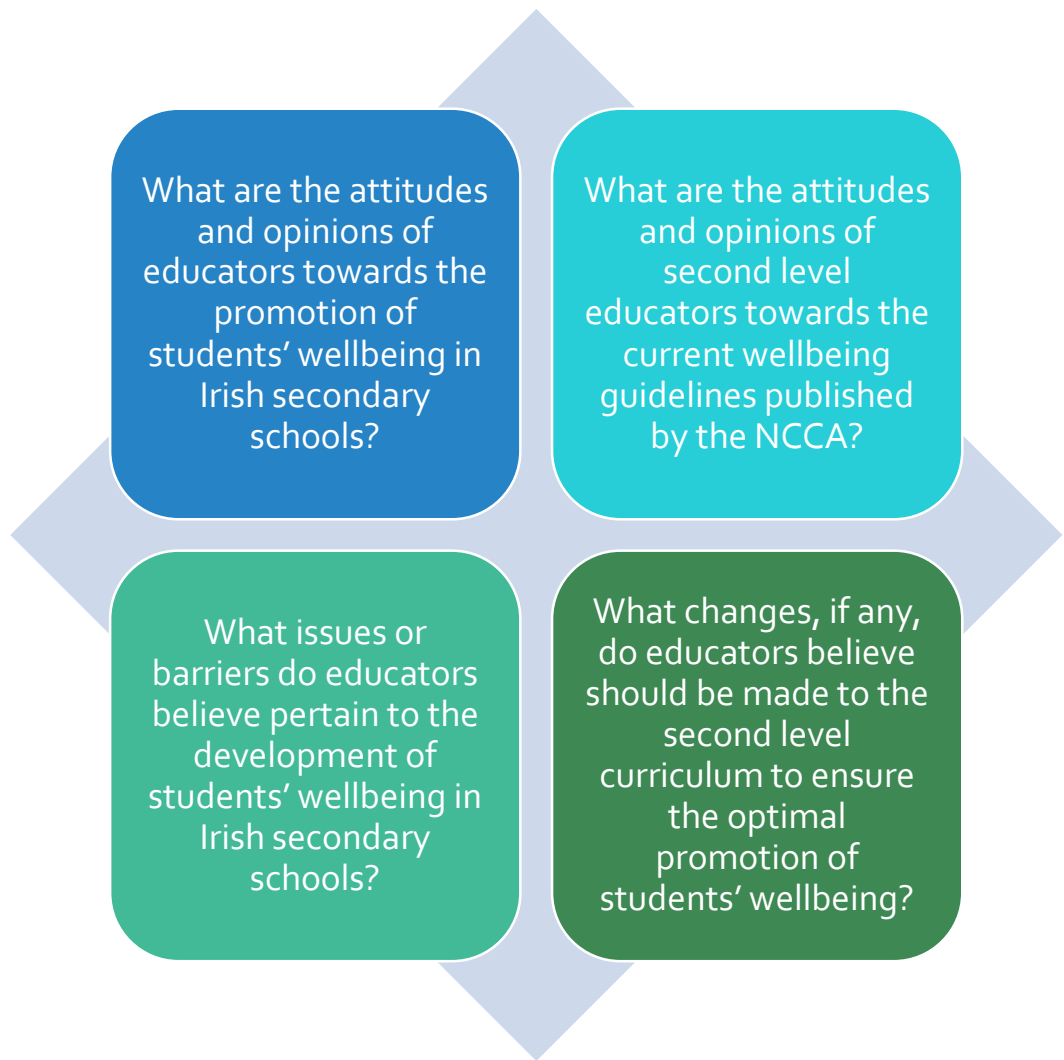 What are the attitudes
and opinions of
educators towards the
promotion of
students’ wellbeing in
Irish secondary
schools?
What are the attitudes
and opinions of
second level
educators towards the
current wellbeing
guidelines published
by the NCCA?
What issues or
barriers do educators
believe pertain to the
development of
students’ wellbeing in
Irish secondary
schools?
What changes, if any,
do educators believe
should be made to the
second level
curriculum to ensure
the optimal
promotion of
students’ wellbeing?